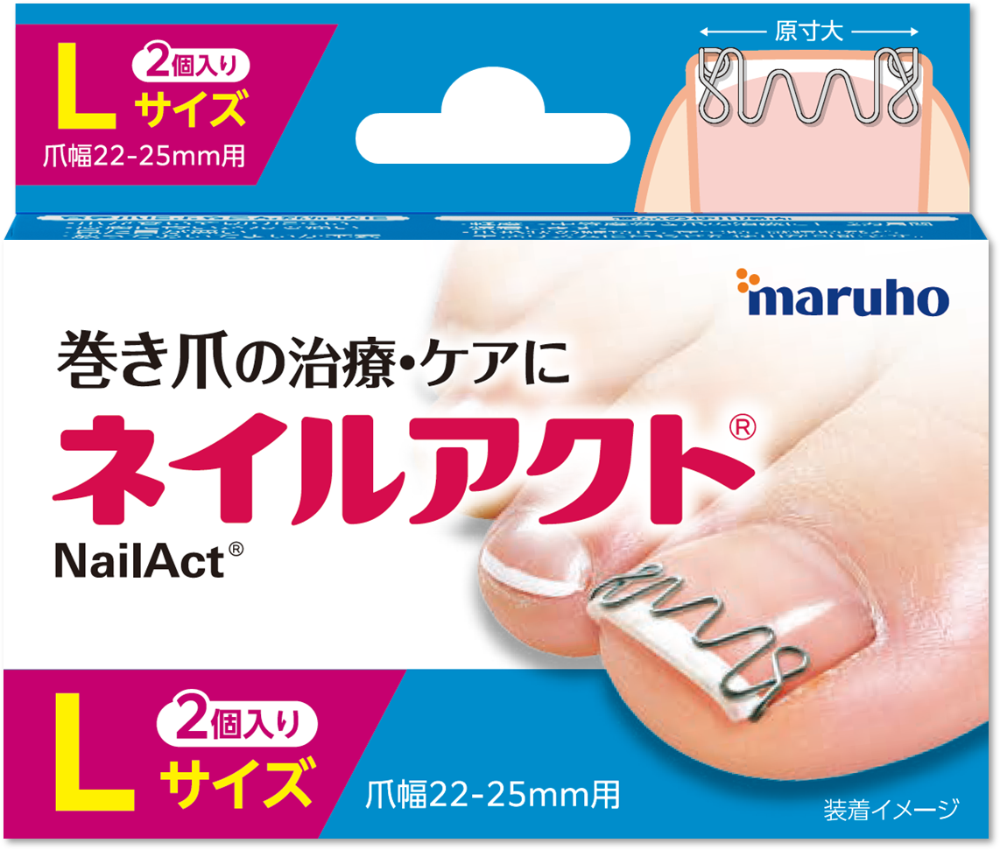 原寸大
L
2個入り
サイズ
爪幅22-25mm用
maruho
巻き爪の治療・ケアに
ネイルアクト®
NailAct®
L
2個入り
サイズ
爪幅22-25mm用
装着イメージ